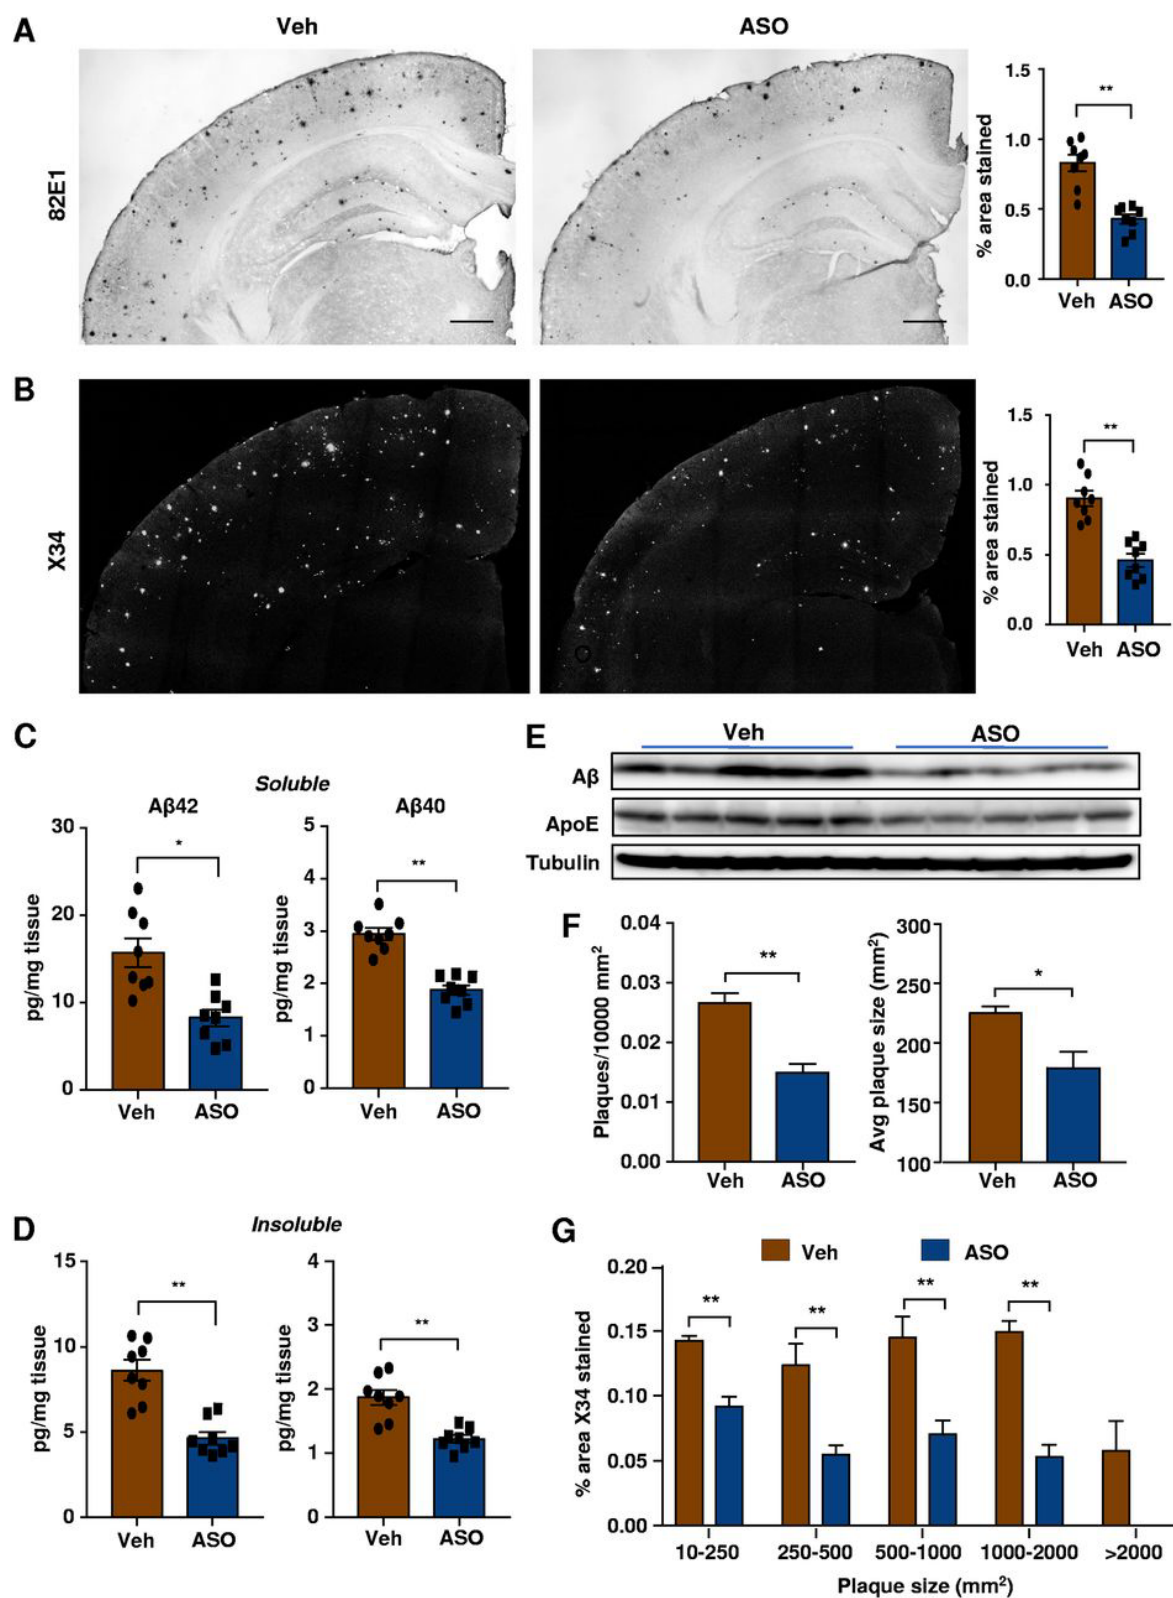 A
Veh
ASO
82E1
% area stained
1.5
1.0
0.5
0.0
**
Veh
ASO
B
X34
% area stained
1.5
1.0
0.5
0.0
**
Veh
ASO
C
Soluble
Aβ42
pg/mg tissue
30
20
10
0
*
Veh
ASO
Aβ40
pg/mg tissue
5
4
3
2
1
0
**
Veh
ASO
D
Insoluble
pg/mg tissue
15
10
5
0
**
Veh
ASO
pg/mg tissue
4
3
2
1
0
**
Veh
ASO
E
Veh
ASO
Aβ
ApoE
Tubulin
F
Plaques/10000 mm²
0.04
0.03
0.02
0.01
0.00
**
Veh
ASO
Avg plaque size (mm²)
300
250
200
150
100
*
Veh
ASO
G
Veh
ASO
% area X34 stained
0.20
0.15
0.10
0.05
0.00
**
**
**
**
10-250
250-500
500-1000
1000-2000
>2000
Plaque size (mm²)